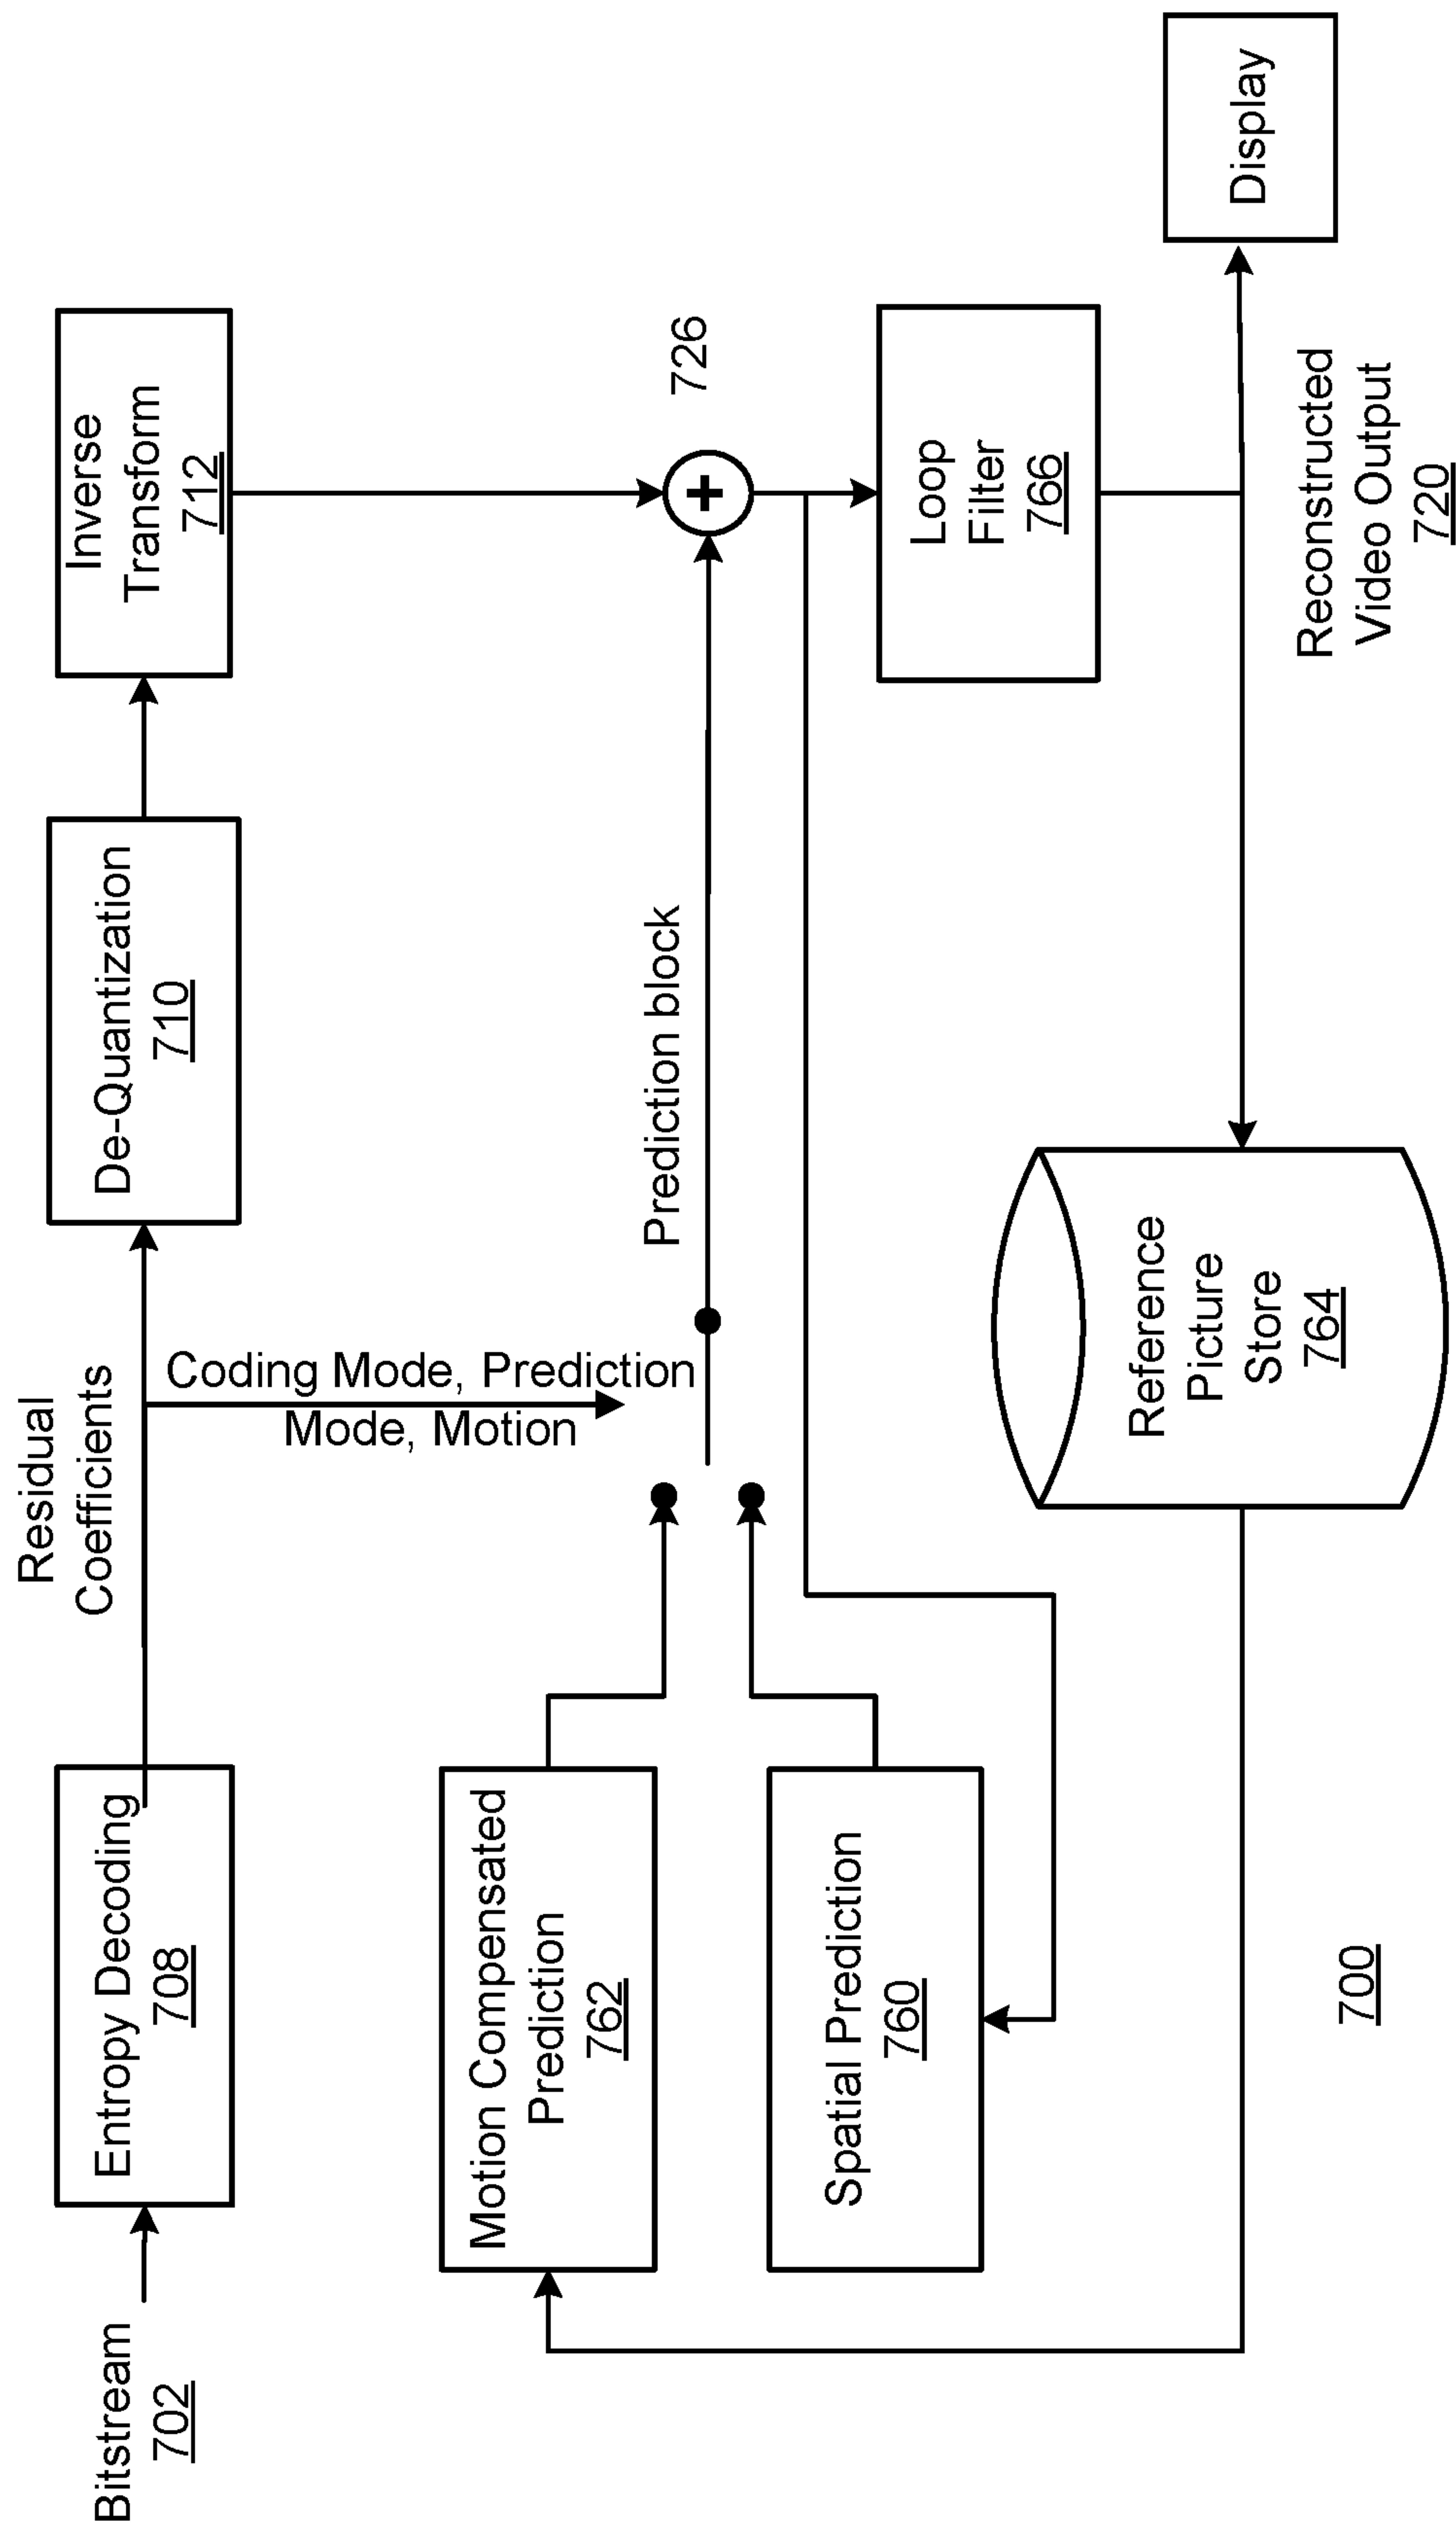 Bitstream
702
Entropy Decoding
708
Residual
Coefficients
De-Quantization
710
Inverse
Transform
712
Coding Mode, Prediction
Mode, Motion
Motion Compensated
Prediction
762
Prediction block
726
Spatial Prediction
760
Loop
Filter
766
Reference
Picture
Store
764
Display
Reconstructed
Video Output
720
700